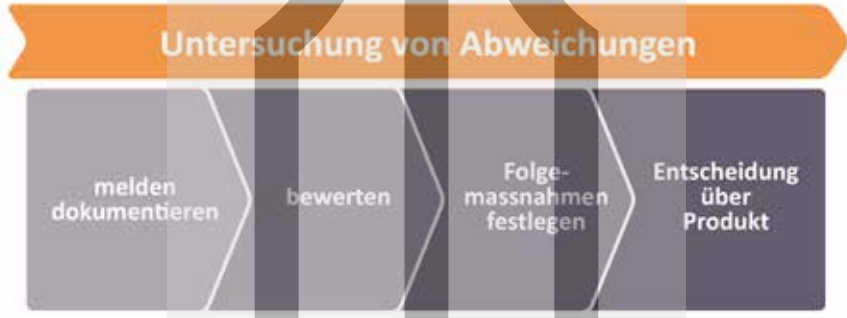 Untersuchung von Abweichungen
melden
dokumentieren
bewerten
Folge-
massnahmen
festlegen
Entscheidung
über
Produkt